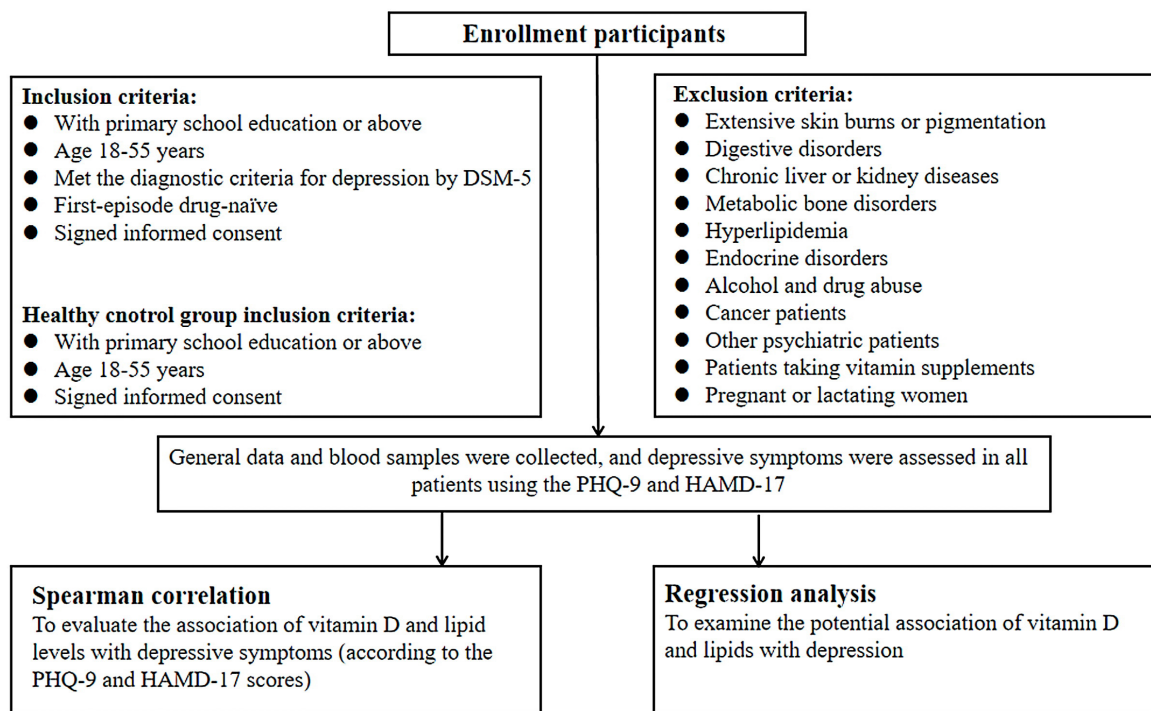 Enrollment participants
Inclusion criteria:
● With primary school education or above
● Age 18-55 years
● Met the diagnostic criteria for depression by DSM-5
● First-episode drug-naïve
● Signed informed consent
Healthy cnotrol group inclusion criteria:
● With primary school education or above
● Age 18-55 years
● Signed informed consent
Exclusion criteria:
● Extensive skin burns or pigmentation
● Digestive disorders
● Chronic liver or kidney diseases
● Metabolic bone disorders
● Hyperlipidemia
● Endocrine disorders
● Alcohol and drug abuse
● Cancer patients
● Other psychiatric patients
● Patients taking vitamin supplements
● Pregnant or lactating women
General data and blood samples were collected, and depressive symptoms were assessed in all
patients using the PHQ-9 and HAMD-17
Spearman correlation
To evaluate the association of vitamin D and lipid
levels with depressive symptoms (according to the
PHQ-9 and HAMD-17 scores)
Regression analysis
To examine the potential association of vitamin D
and lipids with depression